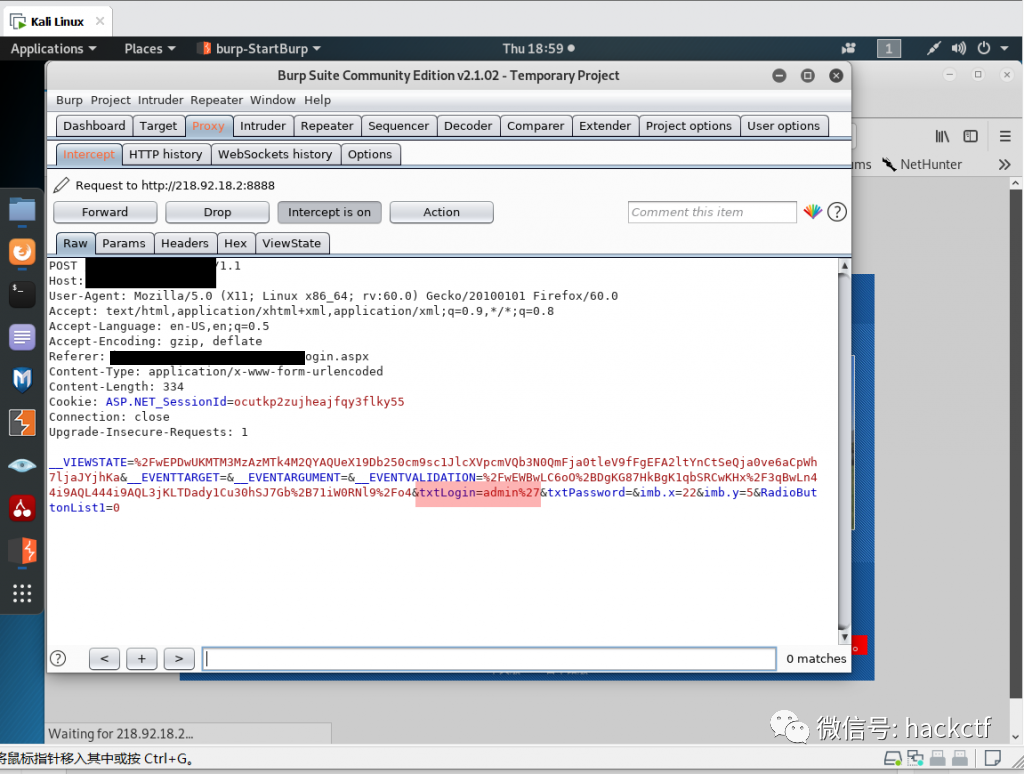 Kali Linux
Applications Places burp-StartBurp Thu 18:59 1
Burp Suite Community Edition v2.1.02 - Temporary Project
Burp Project Intruder Repeater Window Help
Dashboard Target Proxy Intruder Repeater Sequencer Decoder Comparer Extender Project options User options
Intercept HTTP history WebSockets history Options
ums NetHunter
Request to http://218.92.18.2:8888
Forward Drop Intercept is on Action Comment this item ?
Raw Params Headers Hex ViewState
POST /1.1
Host:
User-Agent: Mozilla/5.0 (X11; Linux x86_64; rv:60.0) Gecko/20100101 Firefox/60.0
Accept: text/html,application/xhtml+xml,application/xml;q=0.9,*/*;q=0.8
Accept-Language: en-US,en;q=0.5
Accept-Encoding: gzip, deflate
Referer: ogin.aspx
Content-Type: application/x-www-form-urlencoded
Content-Length: 334
Cookie: ASP.NET_SessionId=ocutkp2zujheajfqy3flky55
Connection: close
Upgrade-Insecure-Requests: 1
__VIEWSTATE=%2FwEPDwUKMTM3MzAzMTk4M2QYAQUeX19Db250cm9sc1JlcXVpcmVQb3N0QmFja0tleV9fFgEFA2ltYnCtSeQja0ve6aCpWh
7ljaJYjhKa&__EVENTTARGET=&__EVENTARGUMENT=&__EVENTVALIDATION=%2FwEWBwLC6oO%2BDgKG87HkBgK1qbSRCwKHx%2F3qBwLn4
4i9AQL444i9AQL3jKLTDady1Cu30hSJ7Gb%2B71iW0RNl9%2Fo4&txtLogin=admin%27&txtPassword=&imb.x=22&imb.y=5&RadioBut
tonList1=0
? < + > 0 matches
Waiting for 218.92.18.2...
微信号: hackctf
将鼠标指针移入其中或按 Ctrl+G。